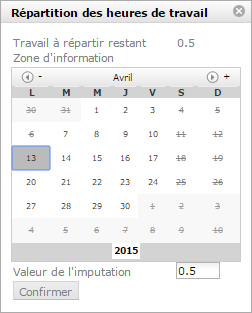 Répartition des heures de travail
Travail à répartir restant 0.5
Zone d'information
- Avril +
L M M J V S D
30 31 1 2 3 4 5
6 7 8 9 10 11 12
13 14 15 16 17 18 19
20 21 22 23 24 25 26
27 28 29 30 1 2 3
4 5 6 7 8 9 10
2015
Valeur de l'imputation 0.5
Confirmer